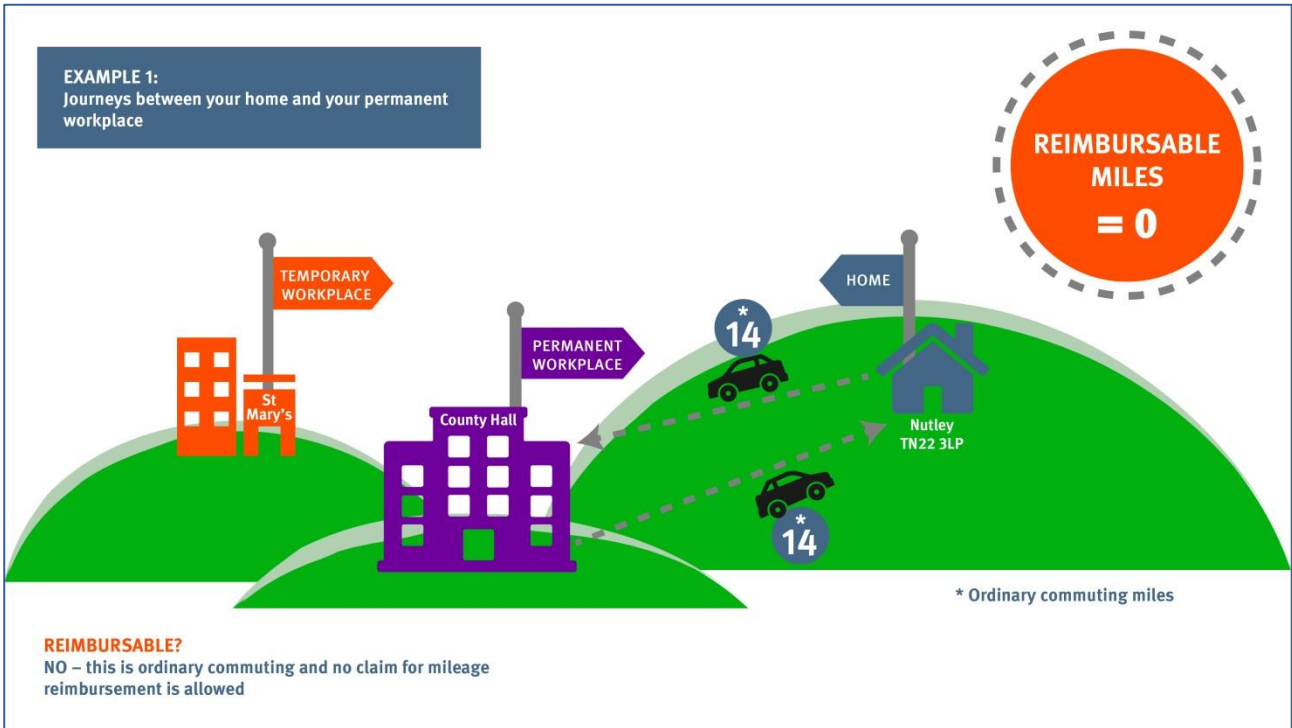 EXAMPLE 1:
Journeys between your home and your permanent
workplace
REIMBURSABLE
MILES
= 0
TEMPORARY
WORKPLACE
HOME
*
14
PERMANENT
WORKPLACE
St
Mary's
County Hall
Nutley
TN22 3LP
*
14
* Ordinary commuting miles
REIMBURSABLE?
NO – this is ordinary commuting and no claim for mileage
reimbursement is allowed